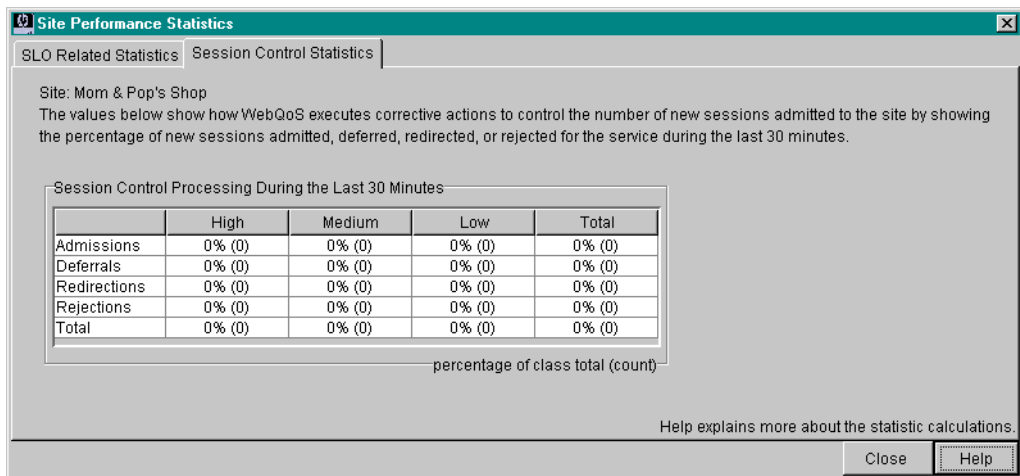 Site Performance Statistics
SLO Related Statistics Session Control Statistics
Site: Mom & Pop's Shop
The values below show how WebQoS executes corrective actions to control the number of new sessions admitted to the site by showing
the percentage of new sessions admitted, deferred, redirected, or rejected for the service during the last 30 minutes.
Session Control Processing During the Last 30 Minutes
High Medium Low Total
Admissions 0% (0) 0% (0) 0% (0) 0% (0)
Deferrals 0% (0) 0% (0) 0% (0) 0% (0)
Redirections 0% (0) 0% (0) 0% (0) 0% (0)
Rejections 0% (0) 0% (0) 0% (0) 0% (0)
Total 0% (0) 0% (0) 0% (0) 0% (0)
percentage of class total (count)
Help explains more about the statistic calculations.
Close Help